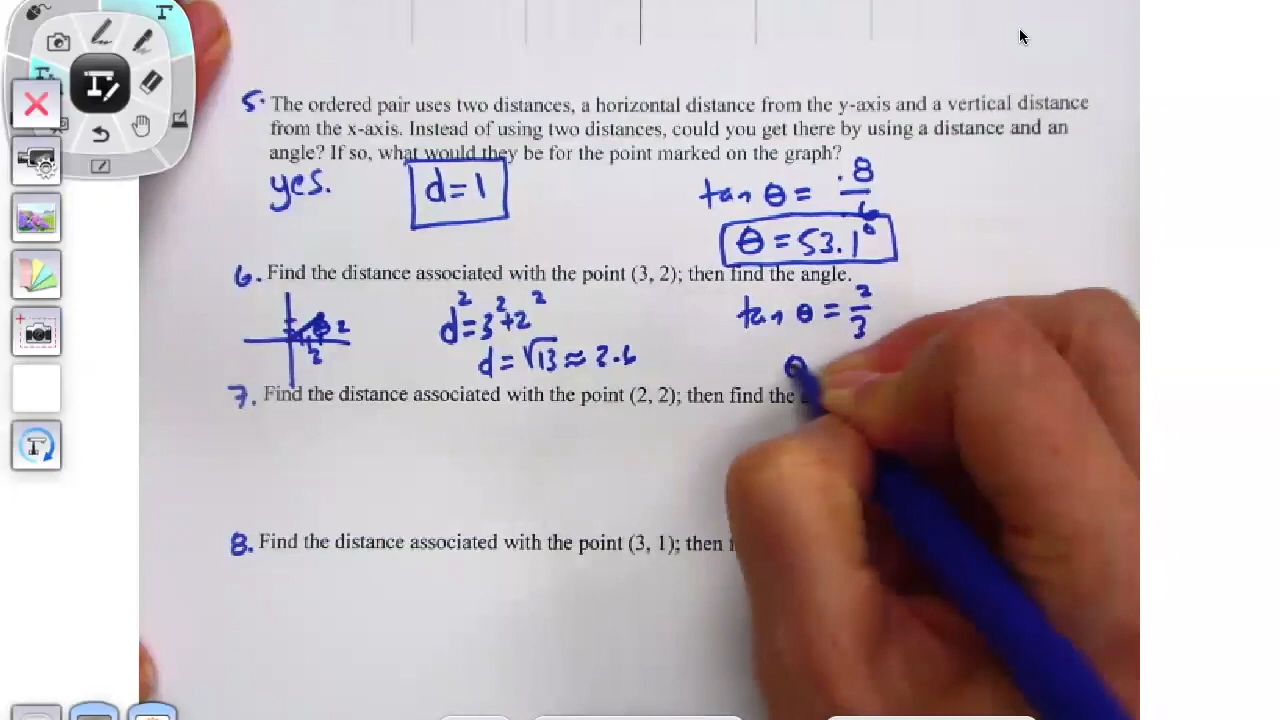 5. The ordered pair uses two distances, a horizontal distance from the y-axis and a vertical distance
from the x-axis. Instead of using two distances, could you get there by using a distance and an
angle? If so, what would they be for the point marked on the graph?
yes.
d=1
tan θ = .8
θ = 53.1°
6. Find the distance associated with the point (3, 2); then find the angle.
d² = 3² + 2²
tan θ = 2/3
2
d = √13 ≈
θ
7. Find the distance associated with the point (2, 2); then find the
8. Find the distance associated with the point (3, 1); then